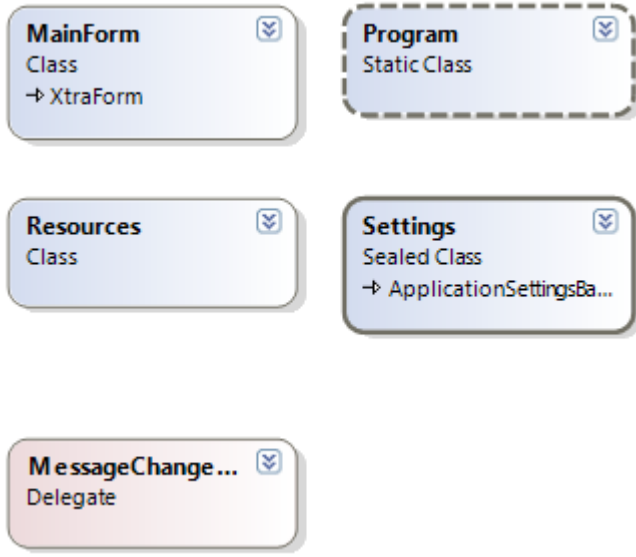 MainForm
Class
XtraForm
Program
Static Class
Resources
Class
Settings
Sealed Class
ApplicationSettingsBa...
MessageChange...
Delegate